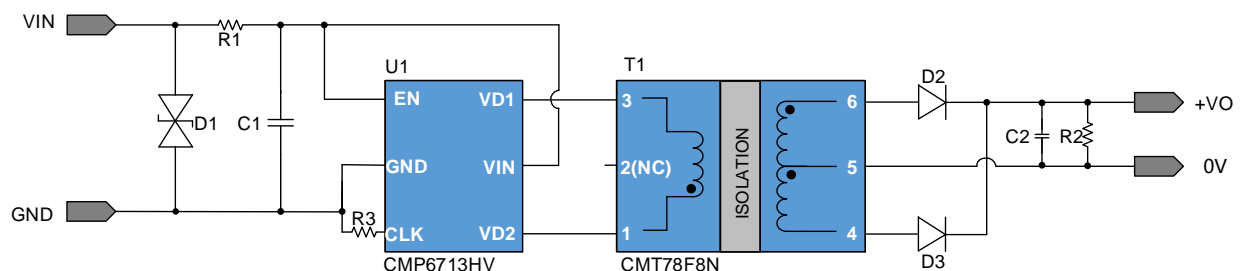 VIN
R1
D1
C1
GND
R3
U1
EN
VD1
GND
VIN
CLK
VD2
CMP6713HV
T1
3
2(NC)
1
ISOLATION
6
5
4
CMT78F8N
D2
D3
C2
R2
+VO
0V